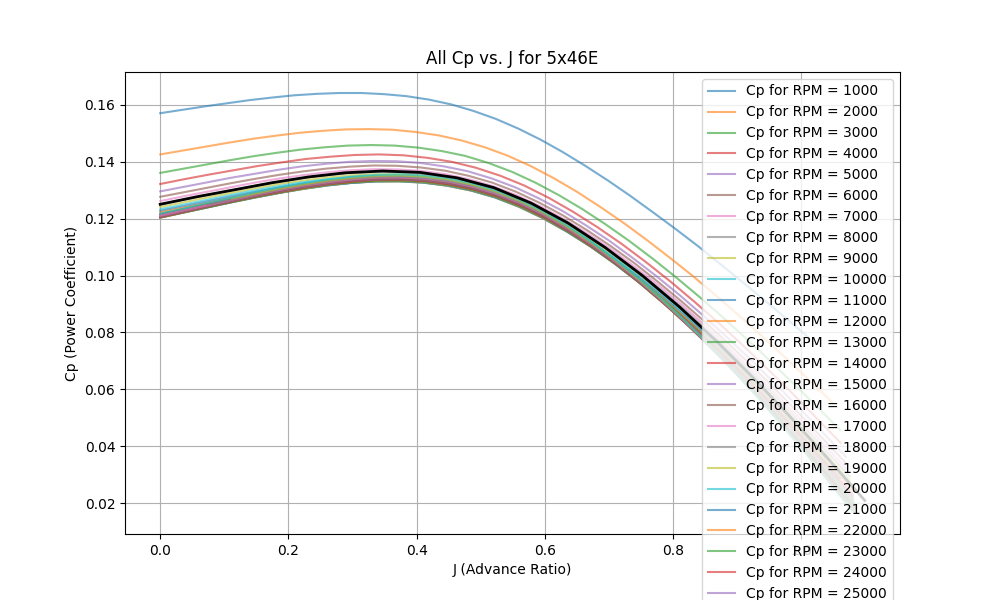 All Cp vs. J for 5x46E
0.16
0.14
0.12
0.10
0.08
0.06
0.04
0.02
Cp (Power Coefficient)
0.0
0.2
0.4
0.6
0.8
J (Advance Ratio)
Cp for RPM = 1000
Cp for RPM = 2000
Cp for RPM = 3000
Cp for RPM = 4000
Cp for RPM = 5000
Cp for RPM = 6000
Cp for RPM = 7000
Cp for RPM = 8000
Cp for RPM = 9000
Cp for RPM = 10000
Cp for RPM = 11000
Cp for RPM = 12000
Cp for RPM = 13000
Cp for RPM = 14000
Cp for RPM = 15000
Cp for RPM = 16000
Cp for RPM = 17000
Cp for RPM = 18000
Cp for RPM = 19000
Cp for RPM = 20000
Cp for RPM = 21000
Cp for RPM = 22000
Cp for RPM = 23000
Cp for RPM = 24000
Cp for RPM = 25000